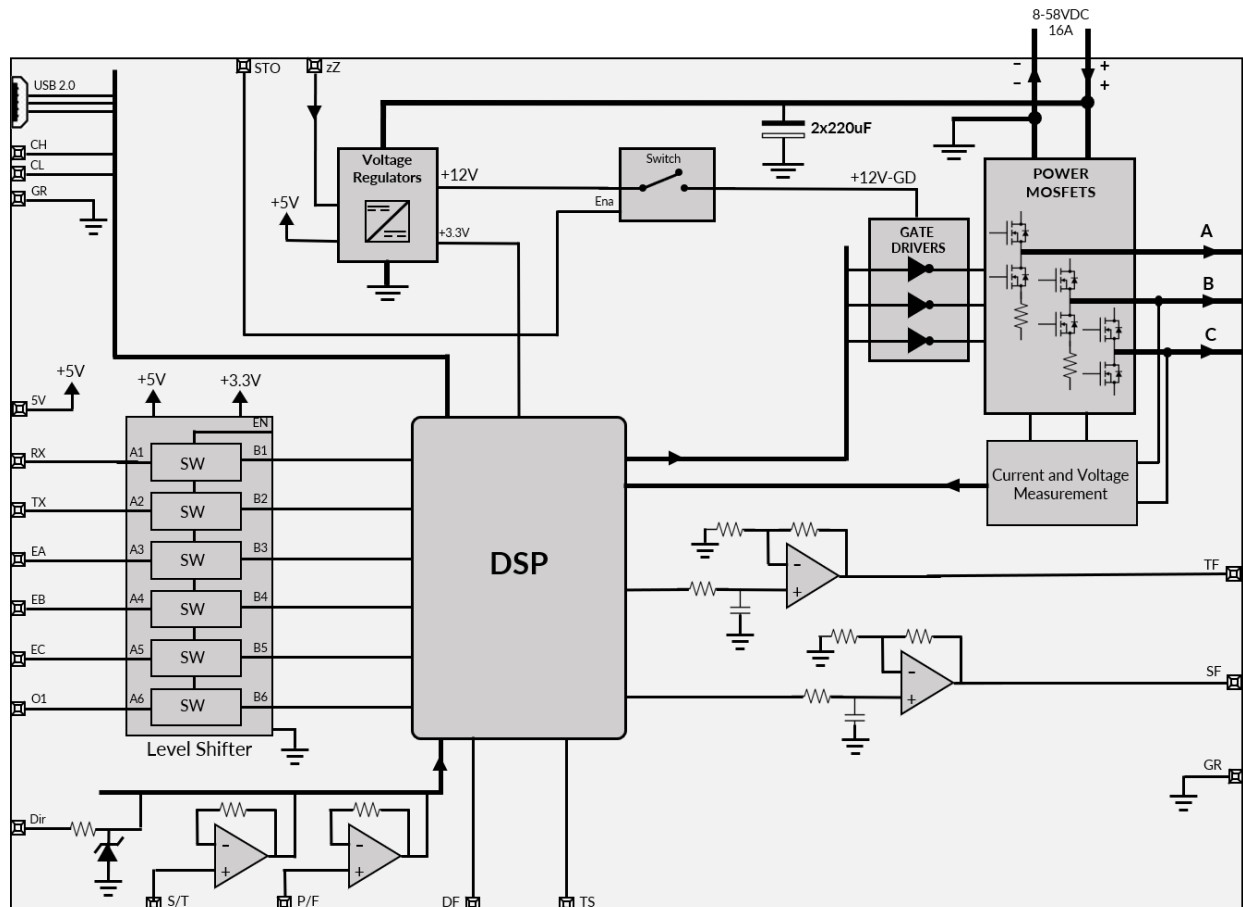 8-58VDC
16A
-
+
-
+
USB 2.0
STO
zZ
CH
CL
GR
2x220uF
Voltage
Regulators
+12V
+3.3V
+5V
Switch
Ena
+12V-GD
GATE
DRIVERS
POWER
MOSFETS
A
B
C
+5V
5V
+5V
+3.3V
EN
RX
A1
SW
B1
TX
A2
SW
B2
EA
A3
SW
B3
EB
A4
SW
B4
EC
A5
SW
B5
O1
A6
SW
B6
Level Shifter
DSP
Current and Voltage
Measurement
-
+
TF
-
+
SF
GR
Dir
-
+
-
+
S/T
P/F
DF
TS